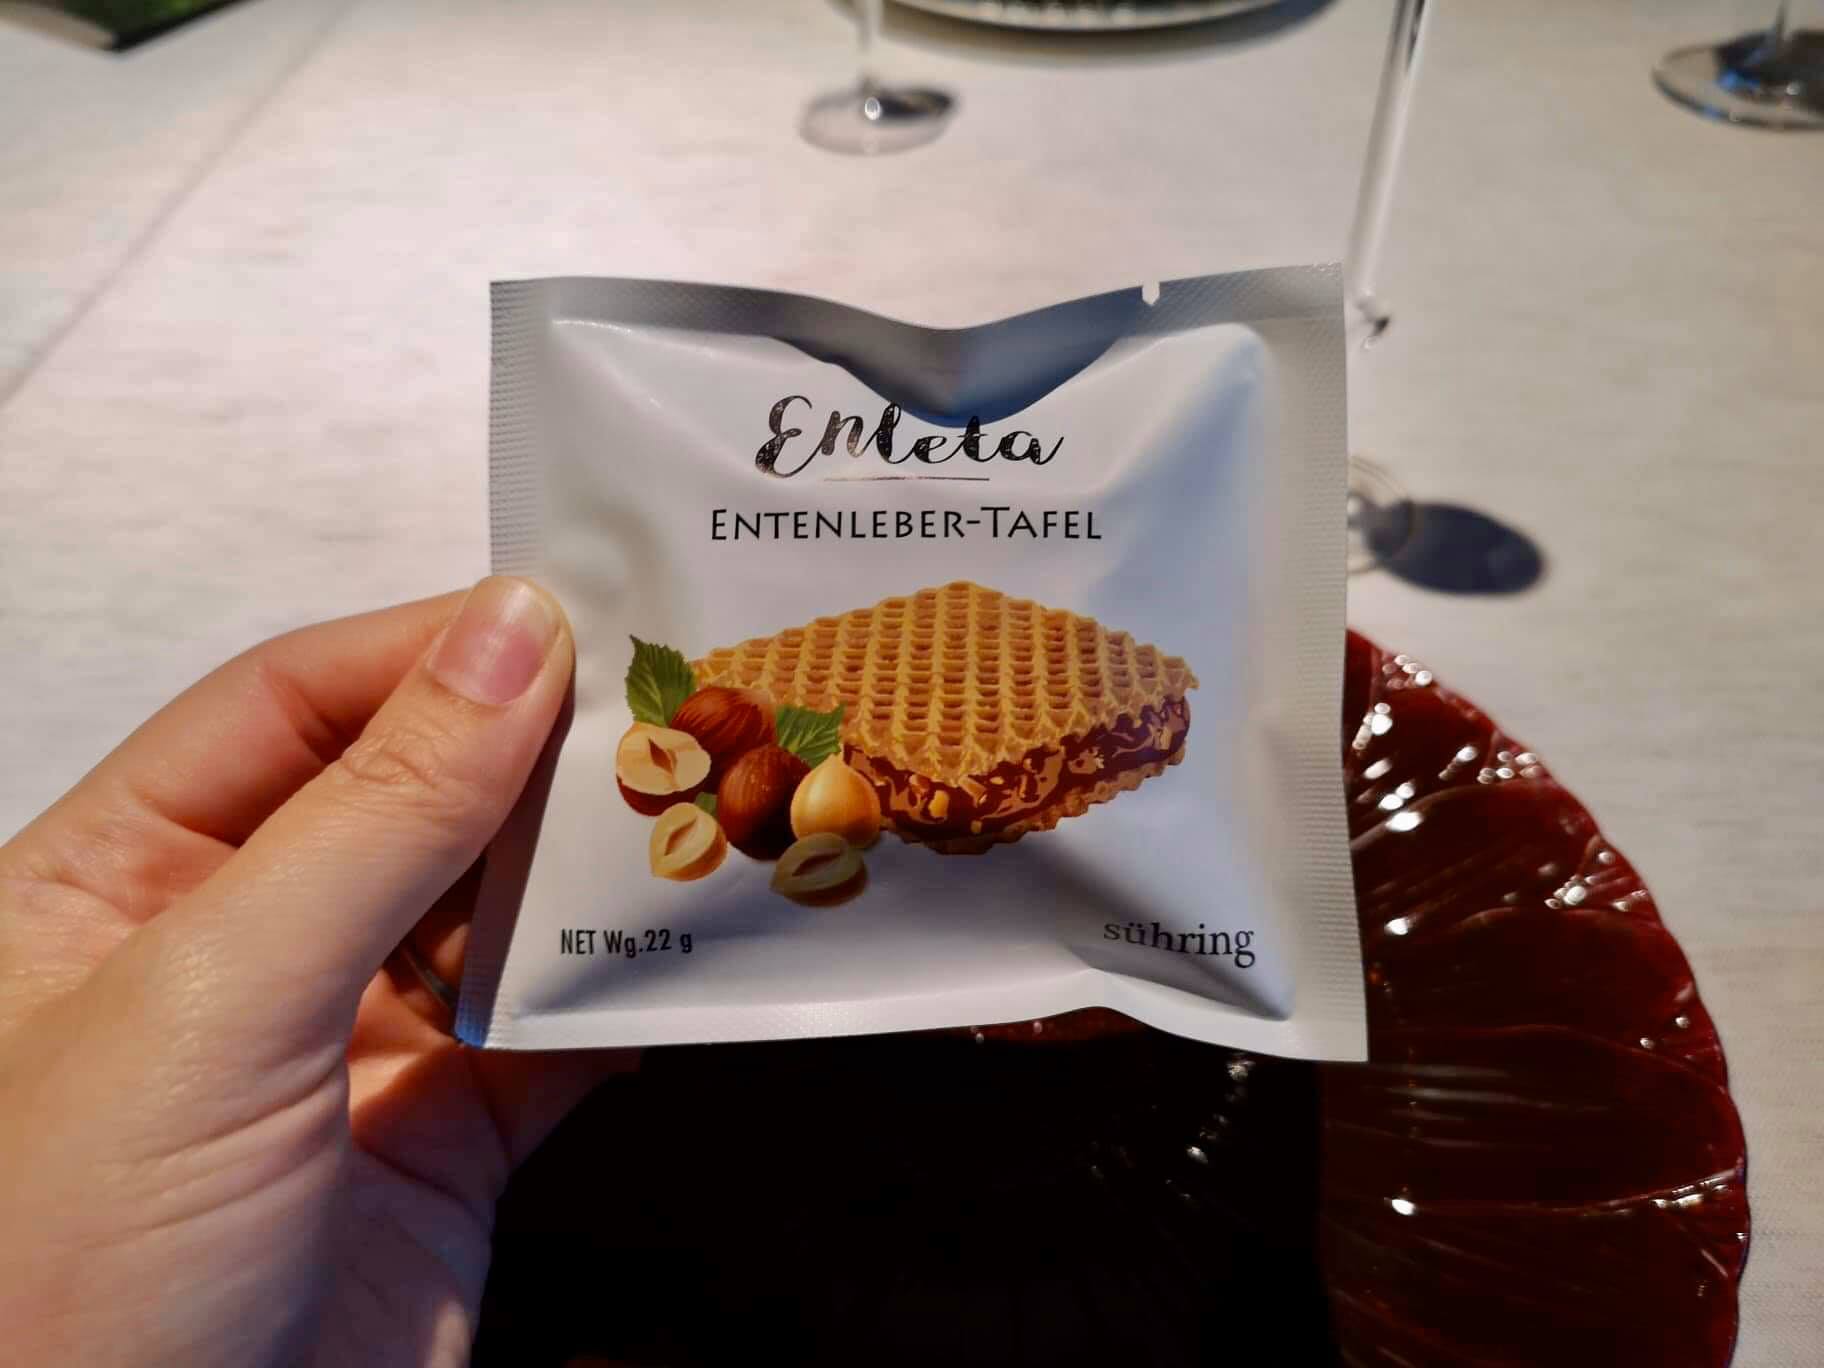 Enleta
ENTENLEBER-TAFEL
NET Wg.22 g
sühring